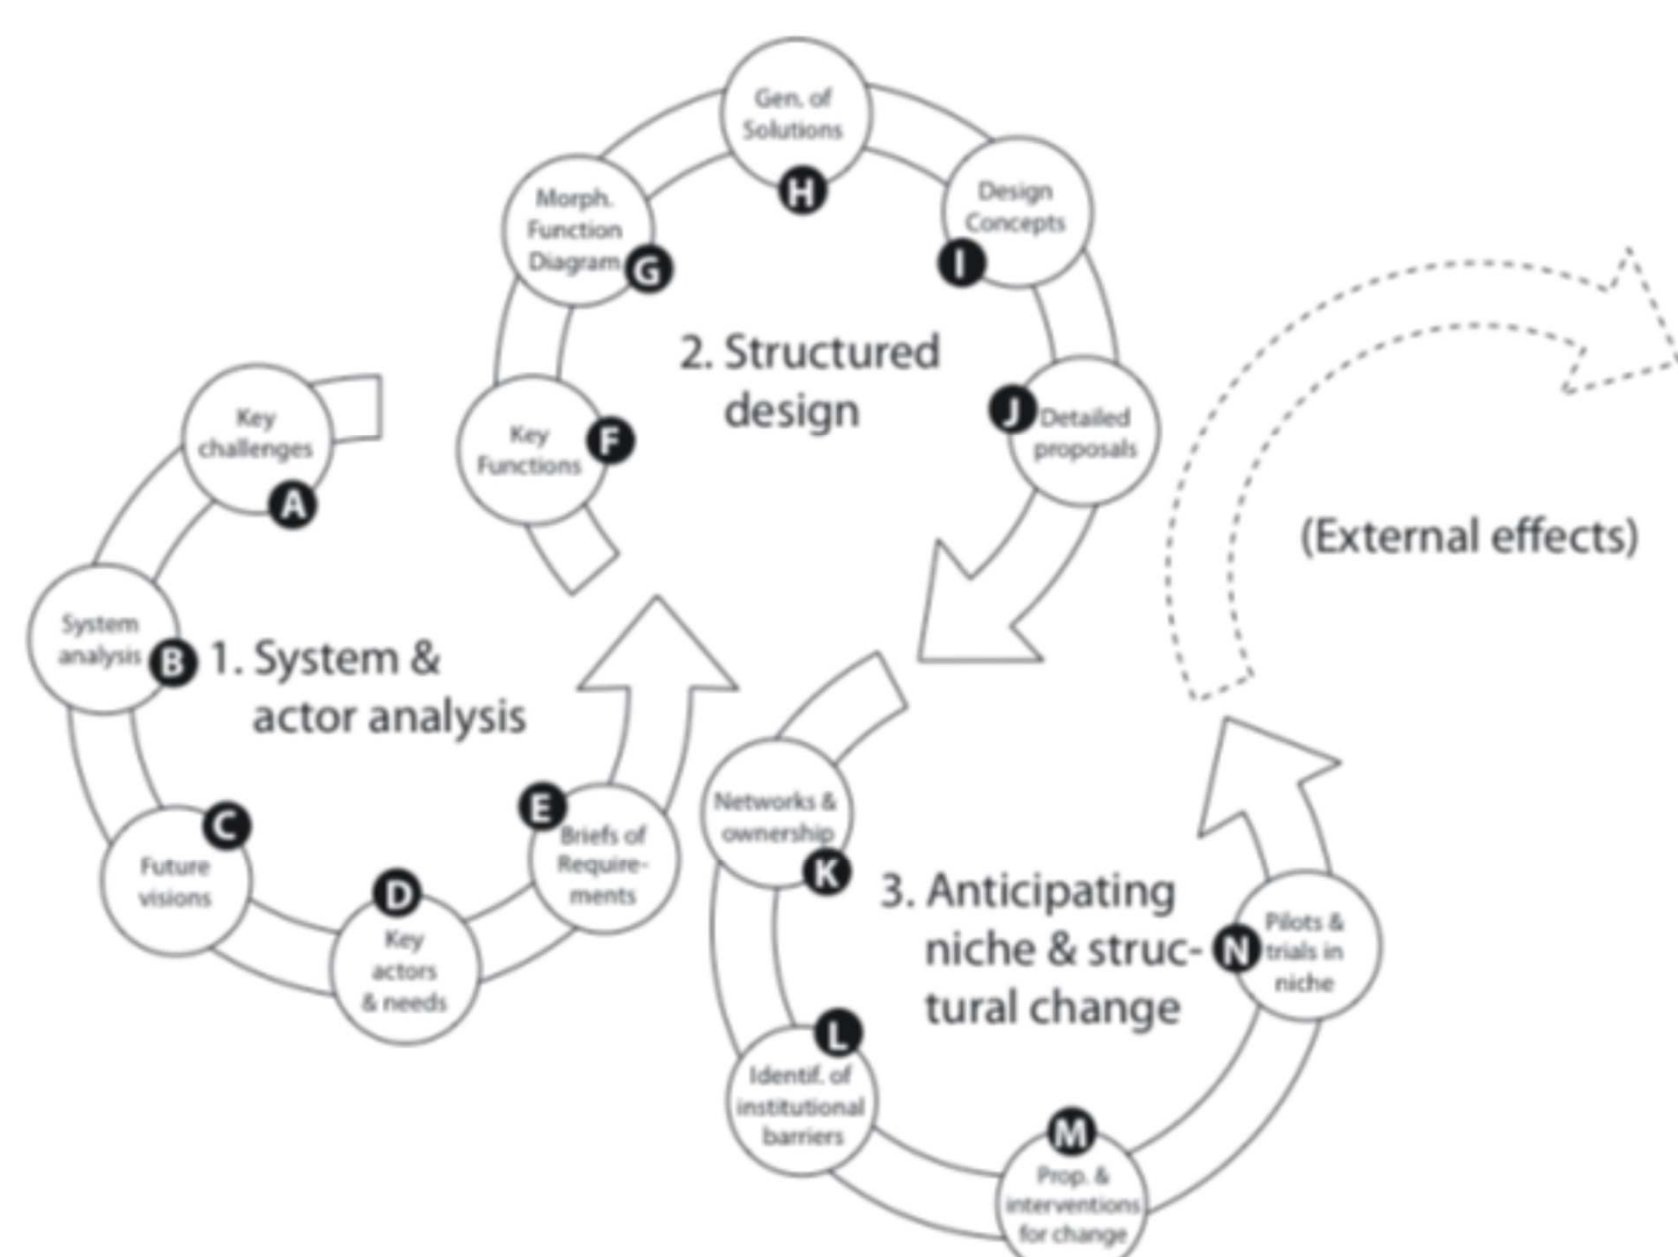 Key
challenges
A
System
analysis
B
1. System &
actor analysis
Future
visions
C
D
Key
actors
& needs
E
Briefs of
Require-
ments
Key
Functions
F
Morph.
Function
Diagram
G
Gen. of
Solutions
H
Design
Concepts
I
2. Structured
design
J
Detailed
proposals
Networks &
ownership
K
3. Anticipating
niche & struc-
tural change
L
Identif. of
institutional
barriers
M
Prop. &
interventions
for change
N
Pilots &
trials in
niche
(External effects)